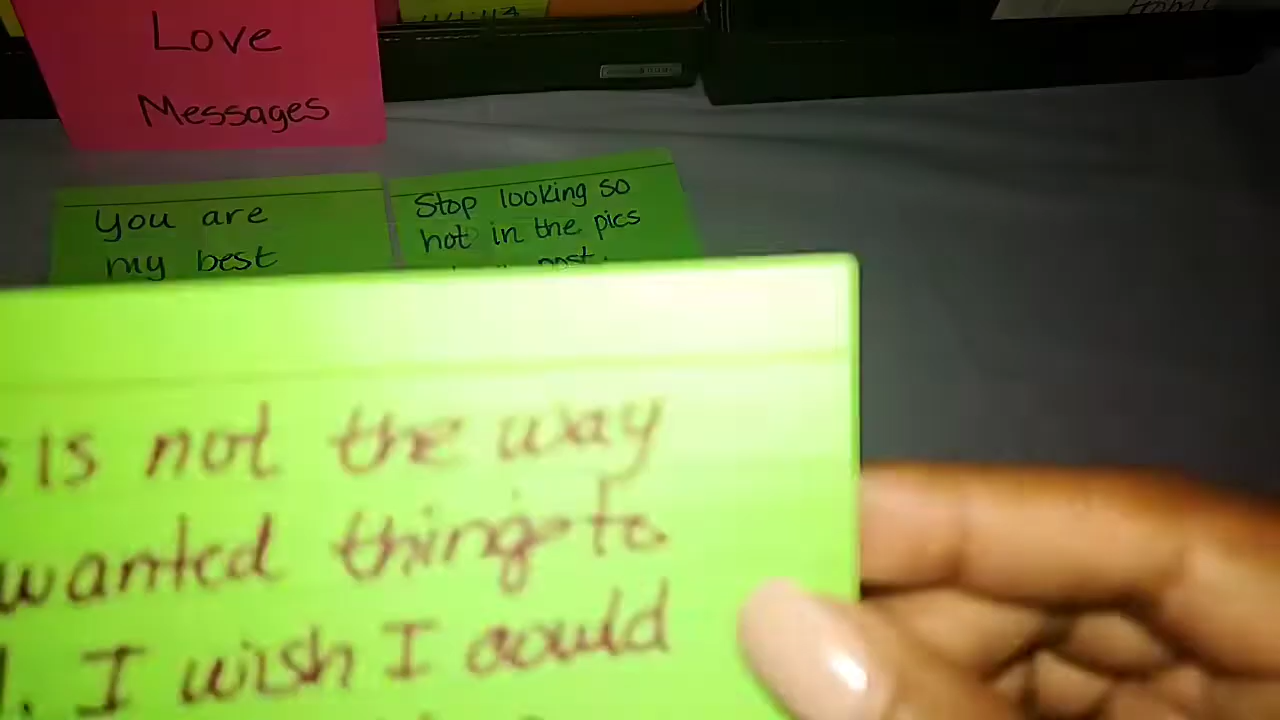 Love
Messages
You are
my best
Stop looking so
hot in the pics
post.
is not the way
wanted things to
I wish I could